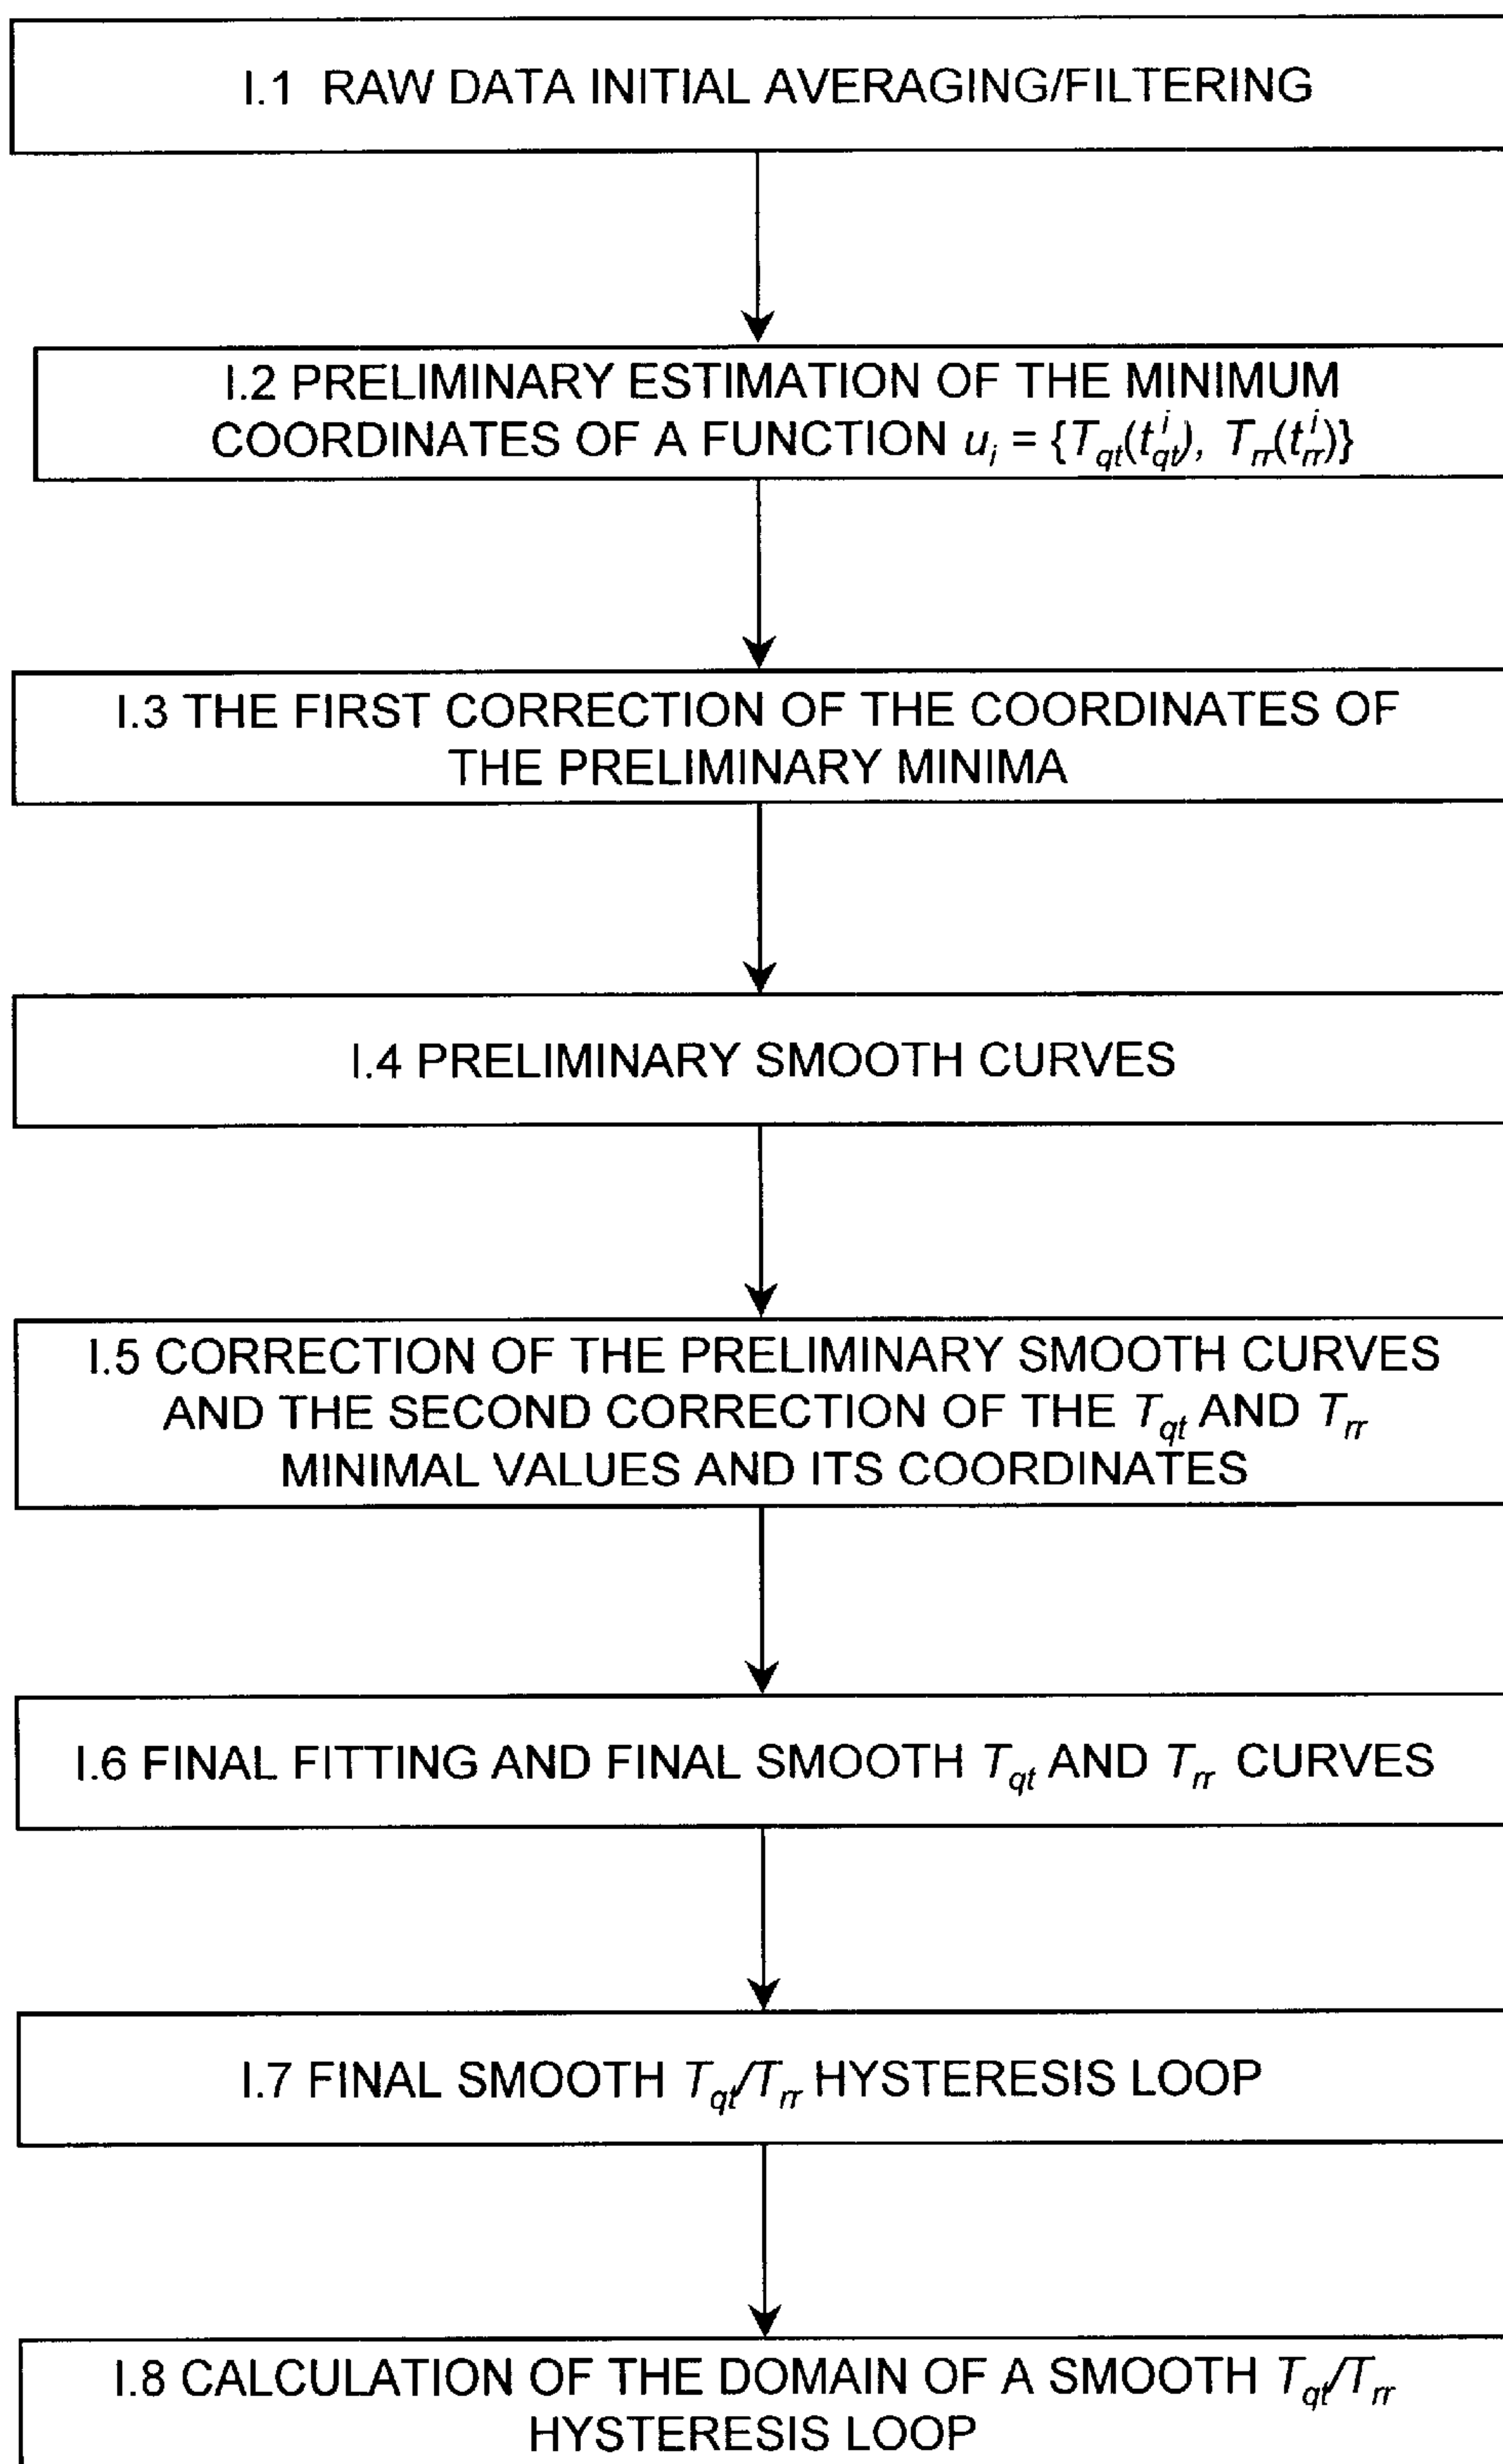 I.1 RAW DATA INITIAL AVERAGING/FILTERING
I.2 PRELIMINARY ESTIMATION OF THE MINIMUM
COORDINATES OF A FUNCTION u_i = {T_qt(t^i_qt), T_rr(t^i_rr)}
I.3 THE FIRST CORRECTION OF THE COORDINATES OF
THE PRELIMINARY MINIMA
I.4 PRELIMINARY SMOOTH CURVES
I.5 CORRECTION OF THE PRELIMINARY SMOOTH CURVES
AND THE SECOND CORRECTION OF THE T_qt AND T_rr
MINIMAL VALUES AND ITS COORDINATES
I.6 FINAL FITTING AND FINAL SMOOTH T_qt AND T_rr CURVES
I.7 FINAL SMOOTH T_qt/T_rr HYSTERESIS LOOP
I.8 CALCULATION OF THE DOMAIN OF A SMOOTH T_qt/T_rr
HYSTERESIS LOOP